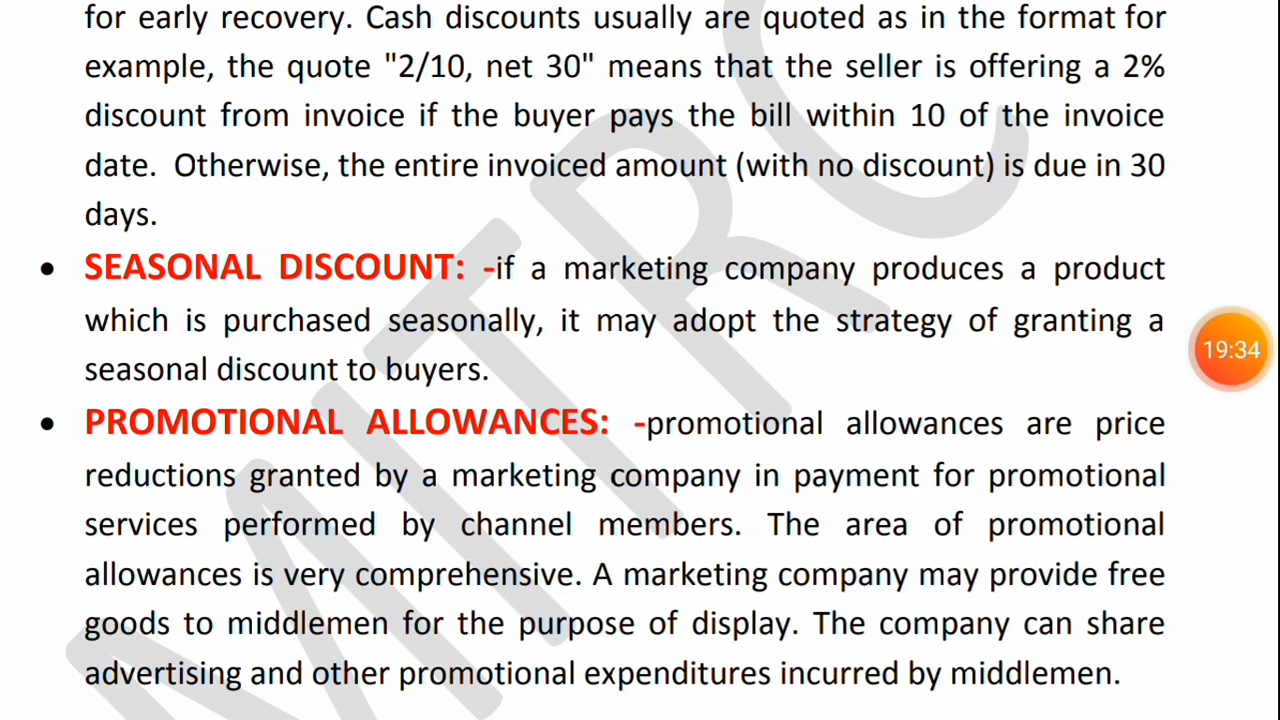 for early recovery. Cash discounts usually are quoted as in the format for
example, the quote "2/10, net 30" means that the seller is offering a 2%
discount from invoice if the buyer pays the bill within 10 of the invoice
date. Otherwise, the entire invoiced amount (with no discount) is due in 30
days.
• SEASONAL DISCOUNT: -if a marketing company produces a product
which is purchased seasonally, it may adopt the strategy of granting a
seasonal discount to buyers.
19:34
• PROMOTIONAL ALLOWANCES: -promotional allowances are price
reductions granted by a marketing company in payment for promotional
services performed by channel members. The area of promotional
allowances is very comprehensive. A marketing company may provide free
goods to middlemen for the purpose of display. The company can share
advertising and other promotional expenditures incurred by middlemen.
MTRC